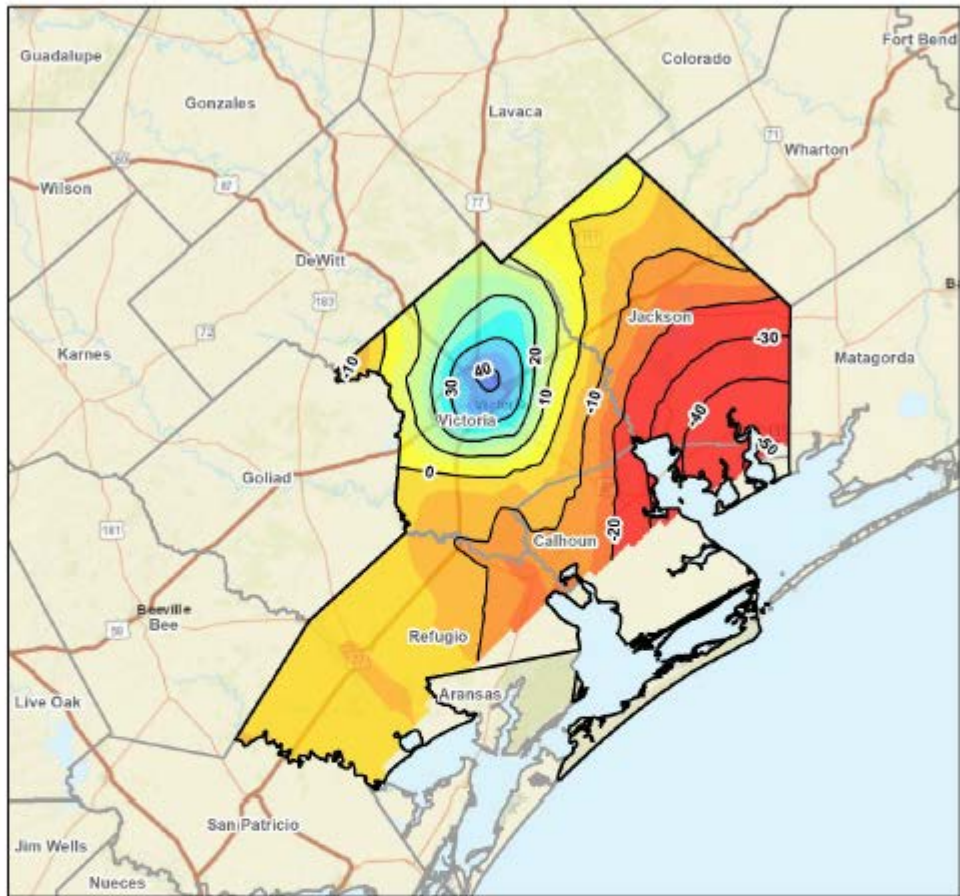 Fort Bend
Guadalupe
Colorado
Gonzales
Lavaca
71
Wharton
80
87
Wilson
77
DeWitt
183
Jackson
-30
Karnes
72
-10
20
Matagorda
40
30
-10
-10
-40
Victoria
-50
0
Goliad
-20
181
Calhoun
Beeville
Bee
59
Refugio
Aransas
Live Oak
San Patricio
Jim Wells
Nueces